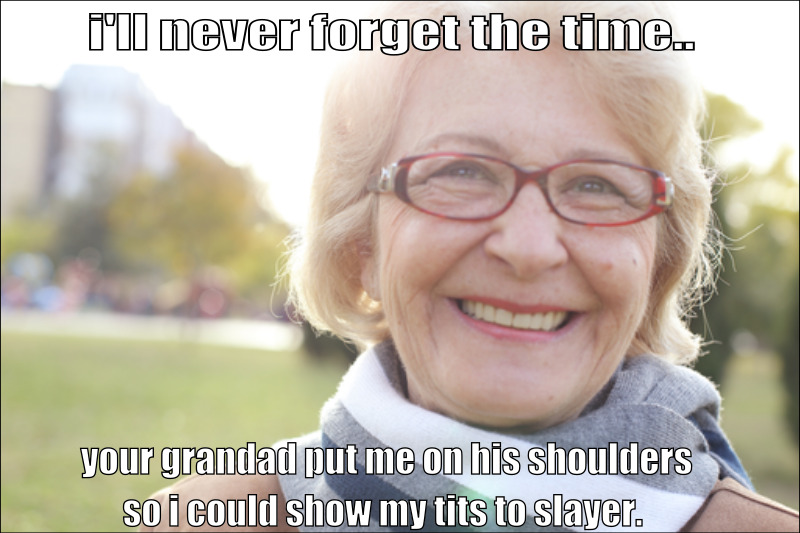 i'll never forget the time..
your grandad put me on his shoulders
so i could show my tits to slayer.